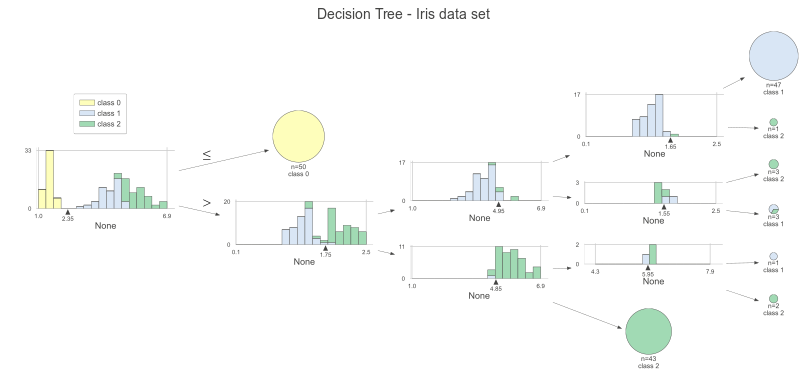 Decision Tree - Iris data set
class 0
class 1
class 2
≤
>
33
0
1.0
2.35
6.9
None
n=50
class 0
20
0
0.1
1.75
2.5
None
17
0
1.0
4.95
6.9
None
11
0
1.0
4.85
6.9
None
17
0
0.1
1.65
2.5
None
3
0
0.1
1.55
2.5
None
2
0
4.3
5.95
7.9
None
n=43
class 2
n=47
class 1
n=1
class 2
n=3
class 2
n=3
class 1
n=1
class 1
n=2
class 2